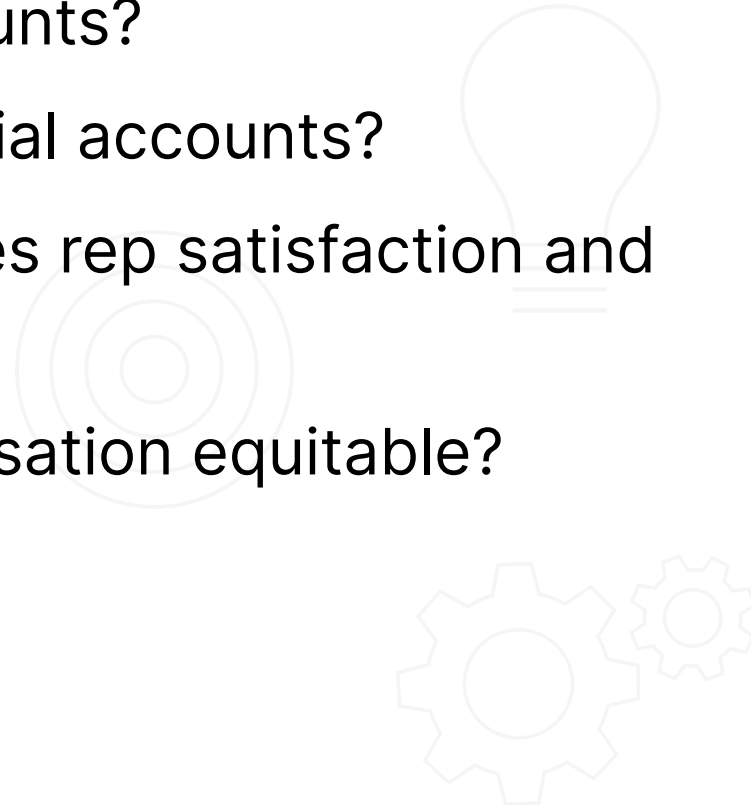 unts?
ial accounts?
es rep satisfaction and
sation equitable?